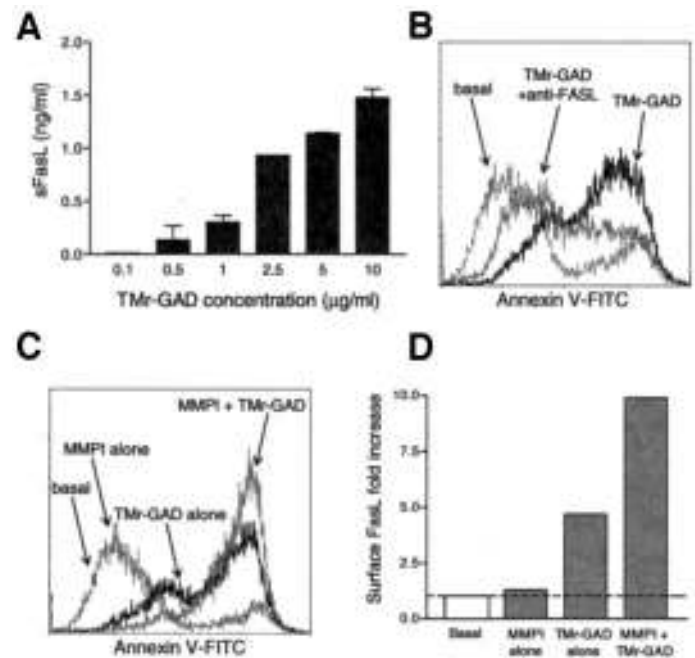 A
sFasL (ng/ml)
2.0
1.5
1.0
0.5
0.0
0.1 0.5 1 2.5 5 10
TMr-GAD concentration (μg/ml)
B
basal
TMr-GAD
+anti-FASL
TMr-GAD
Annexin V-FITC
C
MMPI + TMr-GAD
MMPI alone
basal
TMr-GAD alone
Annexin V-FITC
D
Surface FasL fold increase
10.0
7.5
5.0
2.5
0.0
Basal
MMPI
alone
TMr-GAD
alone
MMPI +
TMr-GAD